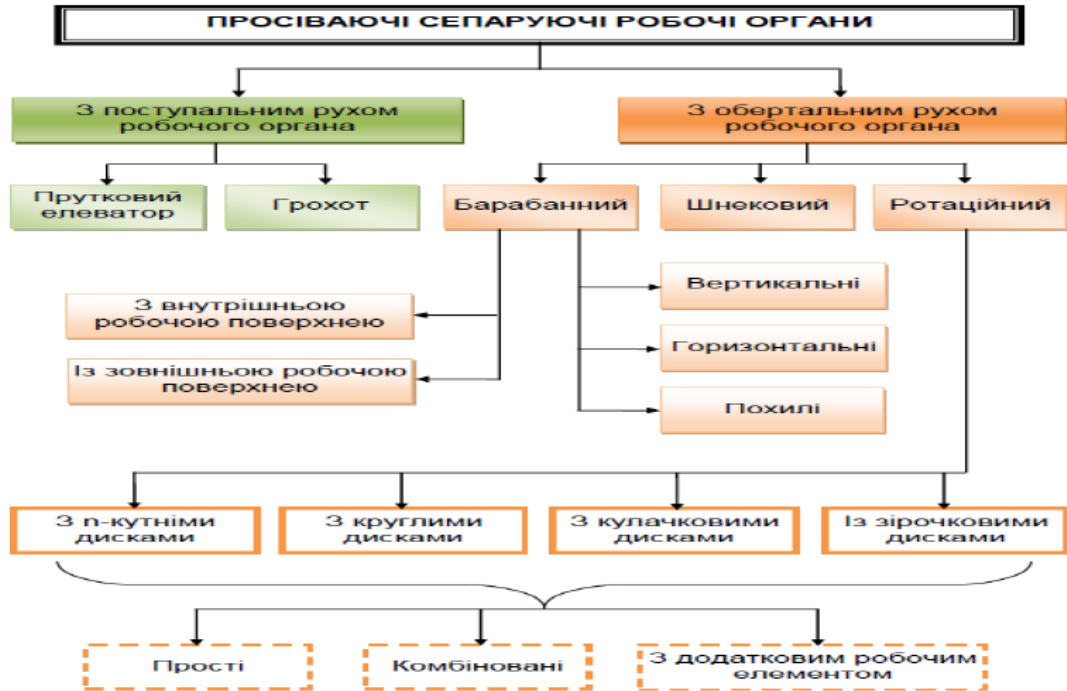 ПРОСІВАЮЧІ СЕПАРУЮЧІ РОБОЧІ ОРГАНИ
З поступальним рухом
робочого органа
З обертальним рухом
робочого органа
Прутковий
елеватор
Грохот
Барабанний
Шнековий
Ротаційний
З внутрішньою
робочою поверхнею
Із зовнішньою робочою
поверхнею
Вертикальні
Горизонтальні
Похилі
З n-кутніми
дисками
З круглими
дисками
З кулачковими
дисками
Із зірочковими
дисками
Прості
Комбіновані
З додатковим робочим
елементом